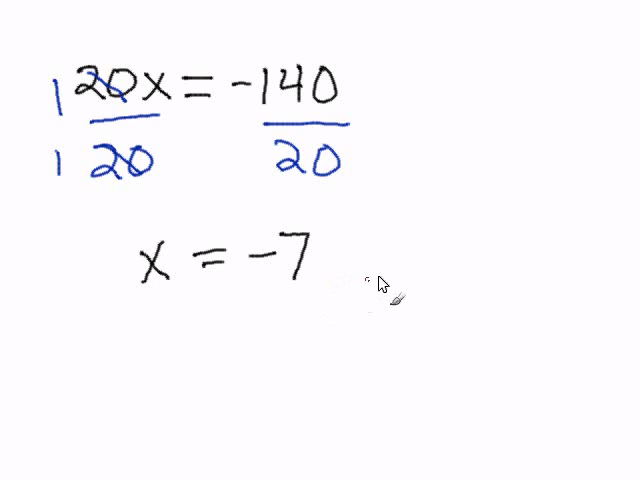 1 20x = -140
1 20 20
x = -7